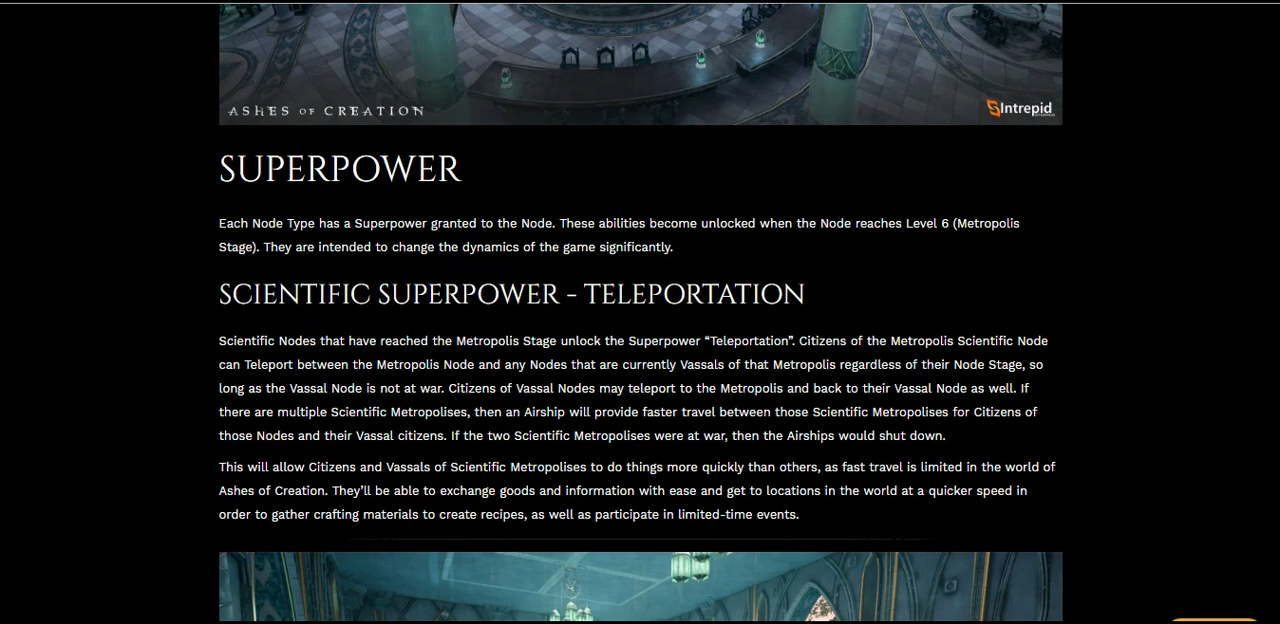 ASHES OF CREATION
Intrepid
SUPERPOWER
Each Node Type has a Superpower granted to the Node. These abilities become unlocked when the Node reaches Level 6 (Metropolis
Stage). They are intended to change the dynamics of the game significantly.
SCIENTIFIC SUPERPOWER - TELEPORTATION
Scientific Nodes that have reached the Metropolis Stage unlock the Superpower “Teleportation”. Citizens of the Metropolis Scientific Node
can Teleport between the Metropolis Node and any Nodes that are currently Vassals of that Metropolis regardless of their Node Stage, so
long as the Vassal Node is not at war. Citizens of Vassal Nodes may teleport to the Metropolis and back to their Vassal Node as well. If
there are multiple Scientific Metropolises, then an Airship will provide faster travel between those Scientific Metropolises for Citizens of
those Nodes and their Vassal citizens. If the two Scientific Metropolises were at war, then the Airships would shut down.
This will allow Citizens and Vassals of Scientific Metropolises to do things more quickly than others, as fast travel is limited in the world of
Ashes of Creation. They’ll be able to exchange goods and information with ease and get to locations in the world at a quicker speed in
order to gather crafting materials to create recipes, as well as participate in limited-time events.